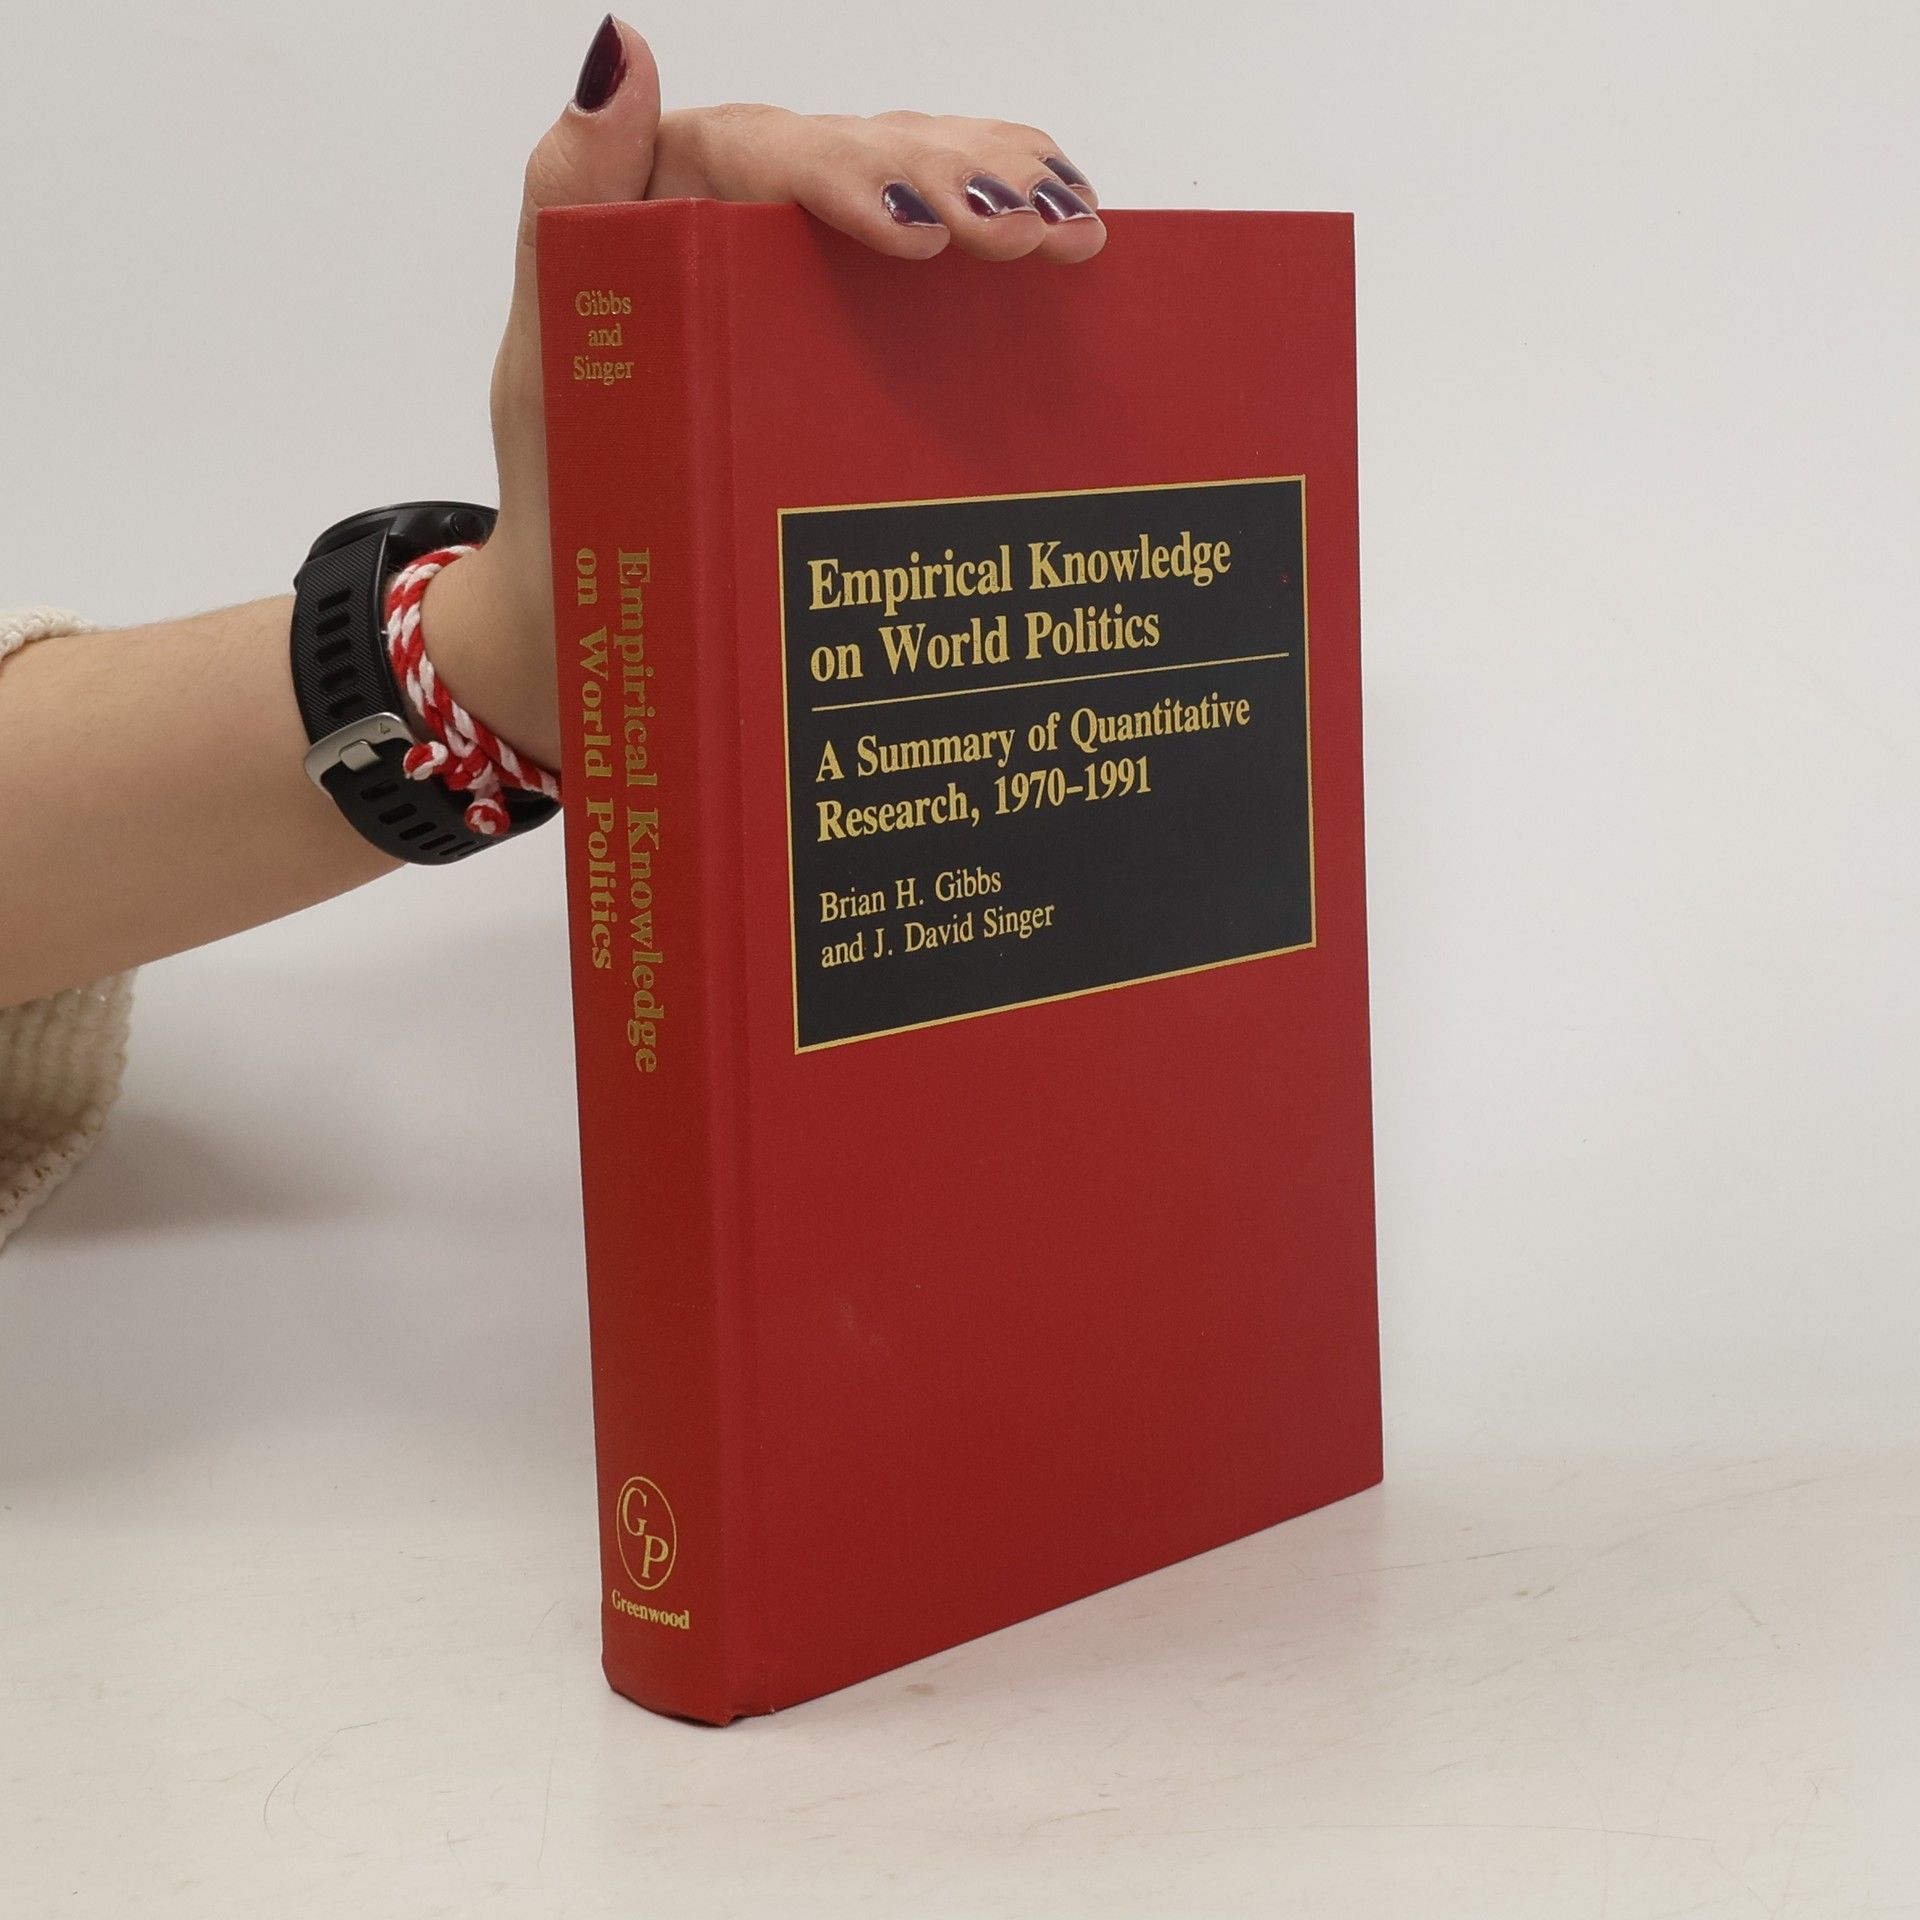 Gibbs
and
Singer
Empirical Knowledge
on World Politics
G
P
Greenwood
Empirical Knowledge
on World Politics
A Summary of Quantitative
Research, 1970–1991
Brian H. Gibbs
and J. David Singer